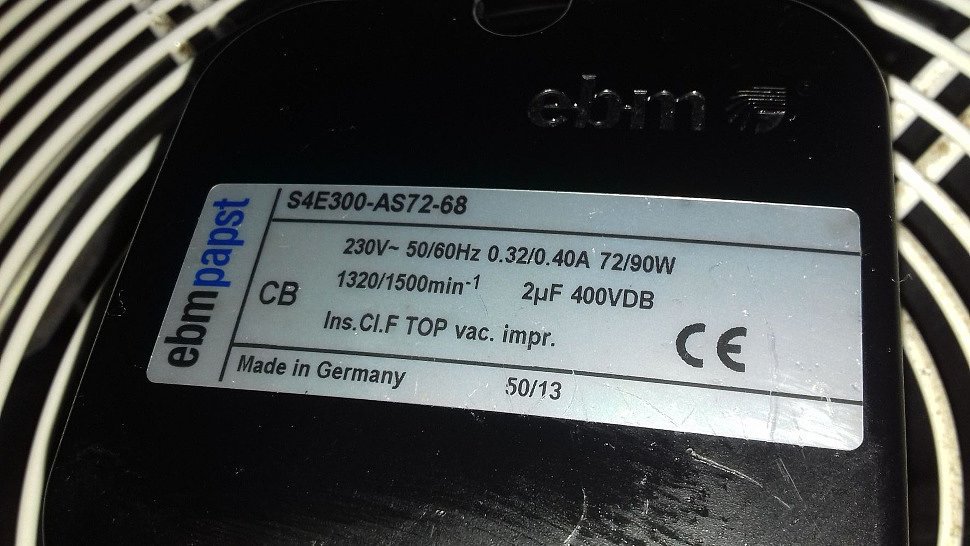 ebm
ebmpapst
S4E300-AS72-68
230V~ 50/60Hz 0.32/0.40A 72/90W
1320/1500min-1 2µF 400VDB
CB
Ins.Cl.F TOP vac. impr.
CE
Made in Germany 50/13